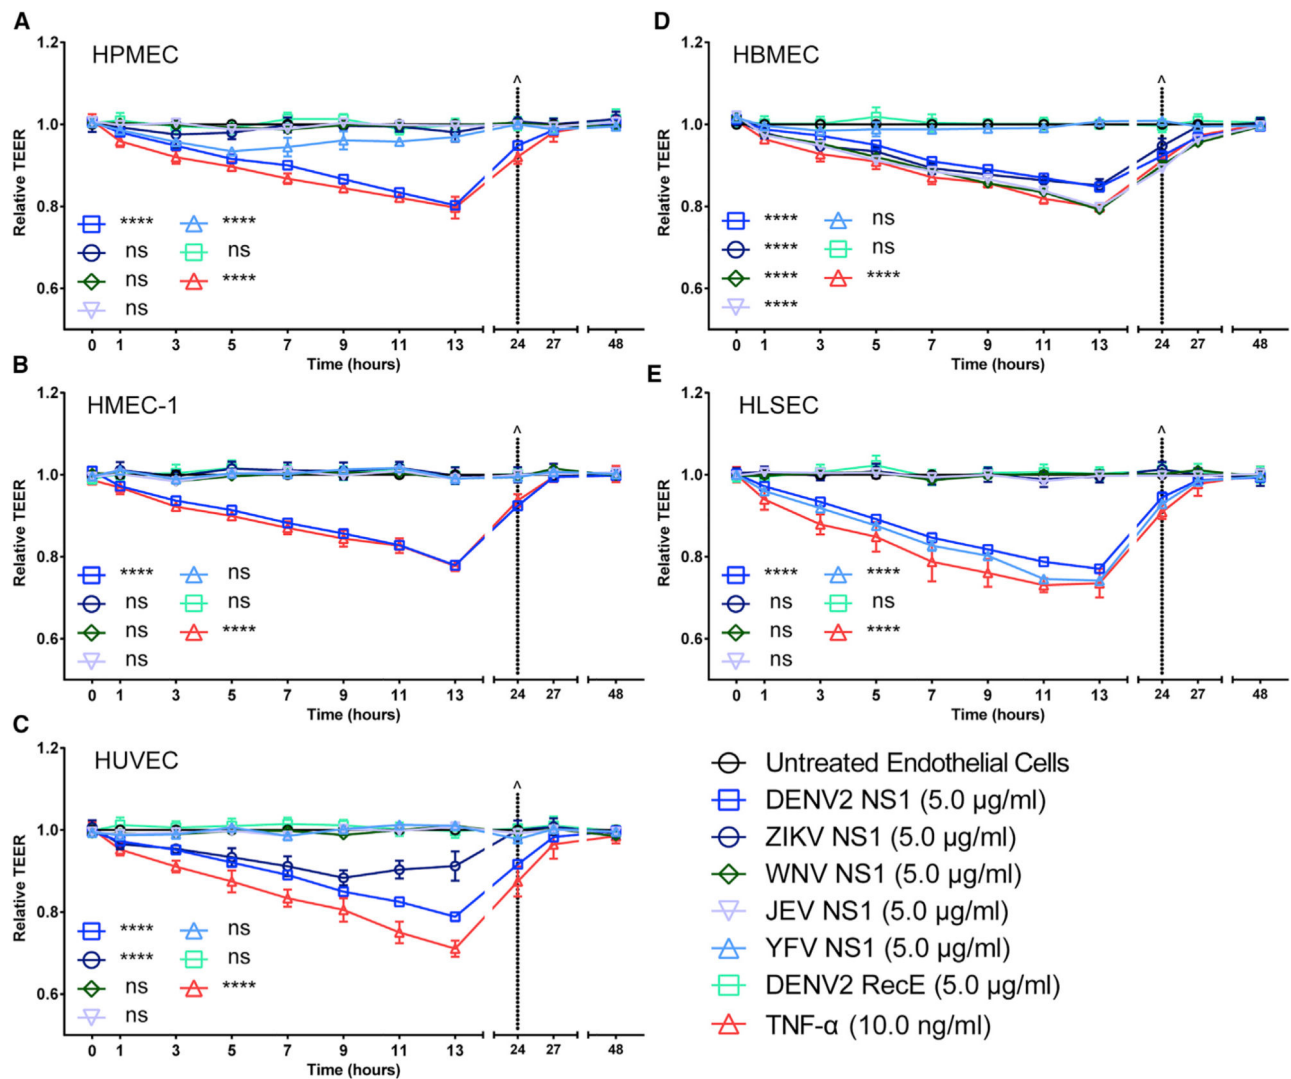 A
HPMEC
1.2
1.0
0.8
0.6
Relative TEER
^
**** ****
ns ns
ns ****
ns
0 1 3 5 7 9 11 13 24 27 48
Time (hours)
D
HBMEC
1.2
1.0
0.8
0.6
Relative TEER
^
**** ns
**** ns
**** ****
****
0 1 3 5 7 9 11 13 24 27 48
Time (hours)
B
HMEC-1
1.2
1.0
0.8
0.6
Relative TEER
^
**** ns
ns ns
ns ****
ns
0 1 3 5 7 9 11 13 24 27 48
Time (hours)
E
HLSEC
1.2
1.0
0.8
0.6
Relative TEER
^
**** ****
ns ns
ns ****
ns
0 1 3 5 7 9 11 13 24 27 48
Time (hours)
C
HUVEC
1.2
1.0
0.8
0.6
Relative TEER
^
**** ns
**** ns
ns ****
ns
0 1 3 5 7 9 11 13 24 27 48
Time (hours)
Untreated Endothelial Cells
DENV2 NS1 (5.0 µg/ml)
ZIKV NS1 (5.0 µg/ml)
WNV NS1 (5.0 µg/ml)
JEV NS1 (5.0 µg/ml)
YFV NS1 (5.0 µg/ml)
DENV2 RecE (5.0 µg/ml)
TNF-α (10.0 ng/ml)